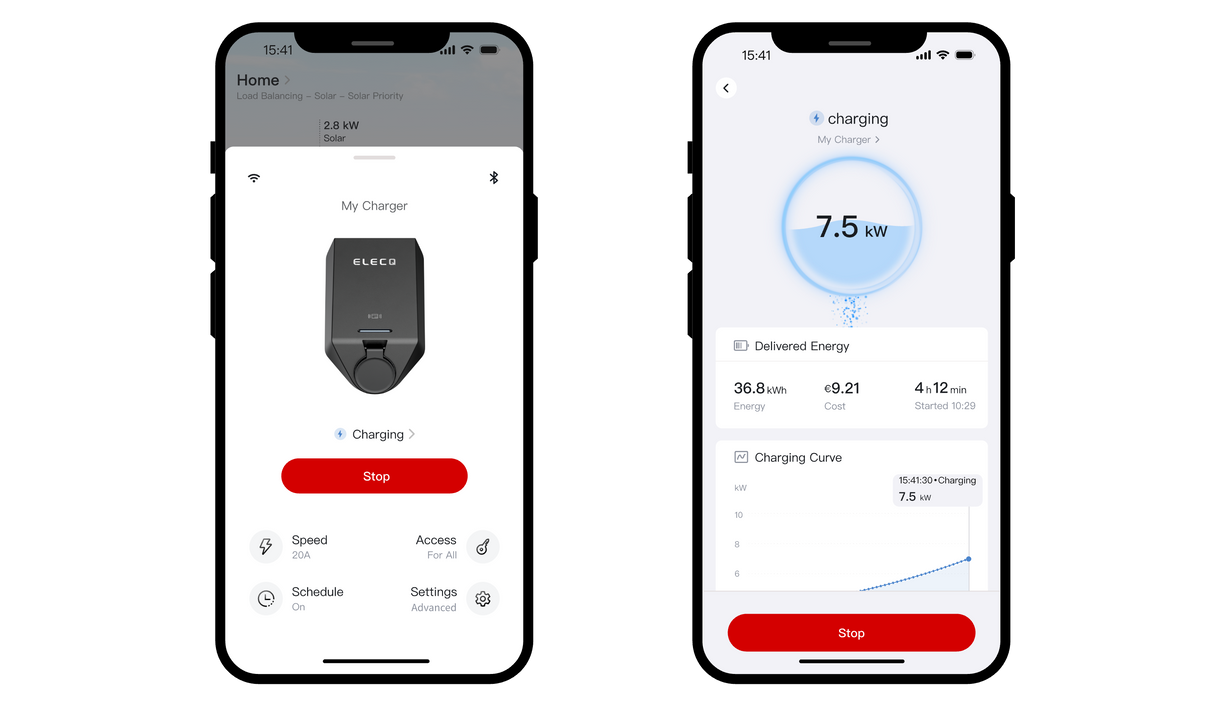 15:41
Home >
Load Balancing – Solar – Solar Priority
2.8 kW
Solar
My Charger
ELECQ
Charging >
Stop
Speed
20A
Access
For All
Schedule
On
Settings
Advanced
15:41
charging
My Charger >
7.5 kW
Delivered Energy
36.8 kWh €9.21 4 h 12 min
Energy Cost Started 10:29
Charging Curve
15:41:30•Charging
7.5 kW
kW
10
8
6
Stop